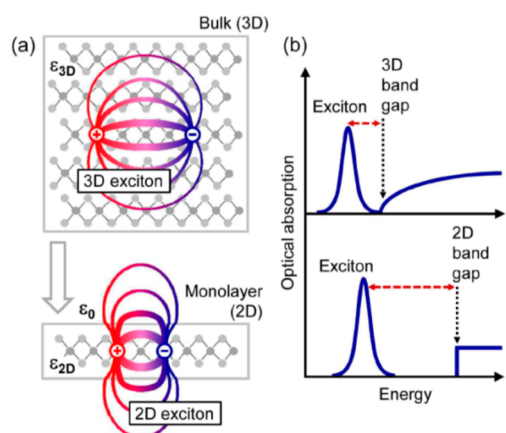 Bulk (3D)
(a)
ε3D
+
−
3D exciton
ε0
Monolayer
(2D)
ε2D
+
−
2D exciton
(b)
3D
band
gap
Exciton
2D
band
gap
Exciton
Optical absorption
Energy